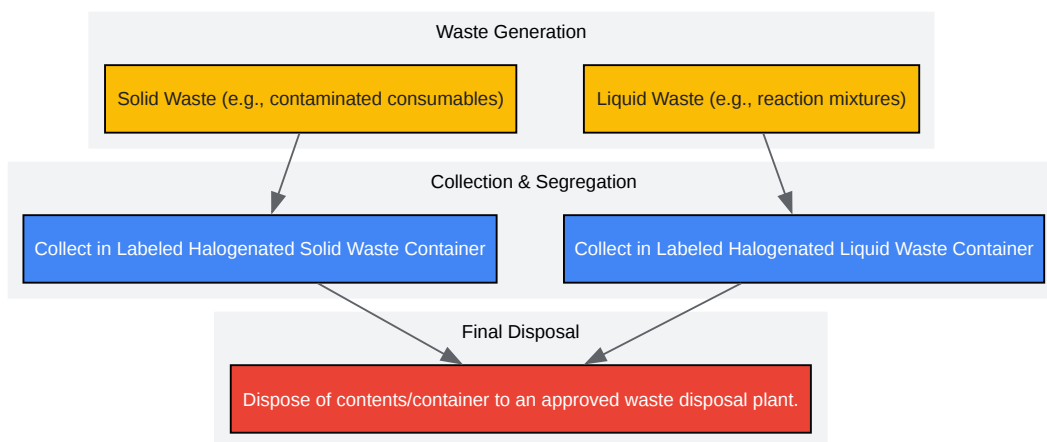 Waste Generation
Solid Waste (e.g., contaminated consumables)
Liquid Waste (e.g., reaction mixtures)
Collection & Segregation
Collect in Labeled Halogenated Solid Waste Container
Collect in Labeled Halogenated Liquid Waste Container
Final Disposal
Dispose of contents/container to an approved waste disposal plant.